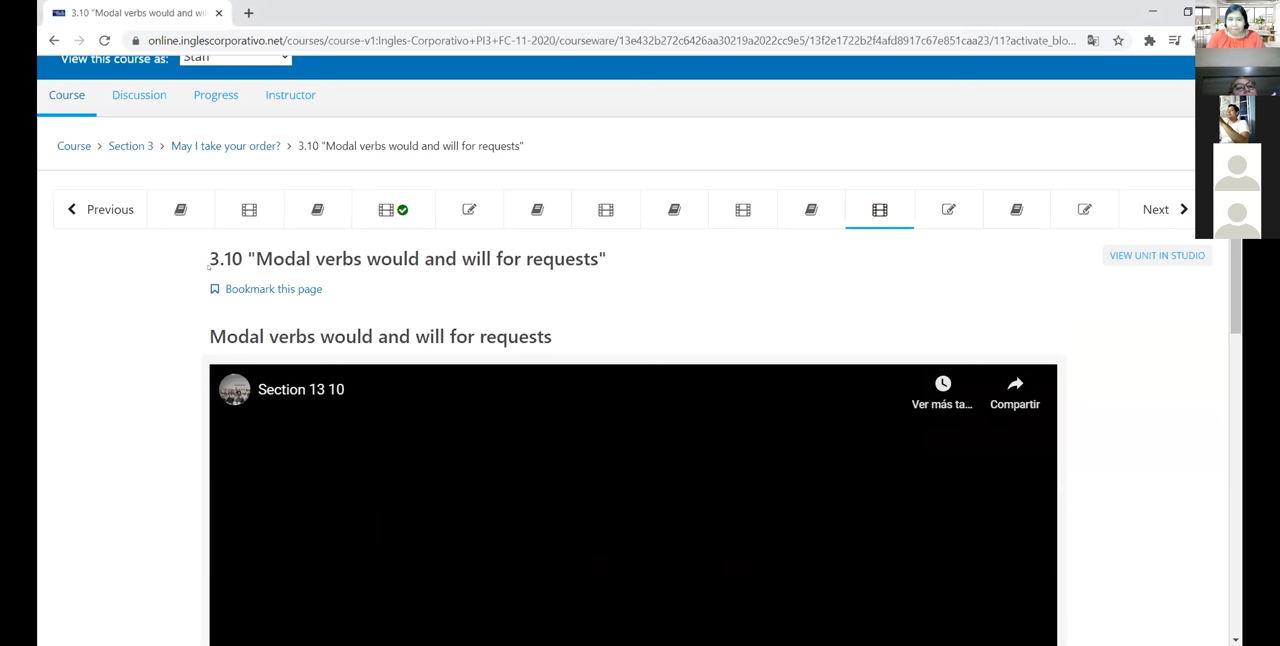 3.10 "Modal verbs would and wi
online.inglescorporativo.net/courses/course-v1:Ingles-Corporativo+PI3+FC-11-2020/courseware/13e432b272c6426aa30219a2022cc9e5/13f2e1722b2f4afd8917c67e851caa23/11?activate_blo...
View this course as: Staff
Course Discussion Progress Instructor
Course > Section 3 > May I take your order? > 3.10 "Modal verbs would and will for requests"
Previous Next
3.10 "Modal verbs would and will for requests"
VIEW UNIT IN STUDIO
Bookmark this page
Modal verbs would and will for requests
Section 13 10
Ver más ta... Compartir